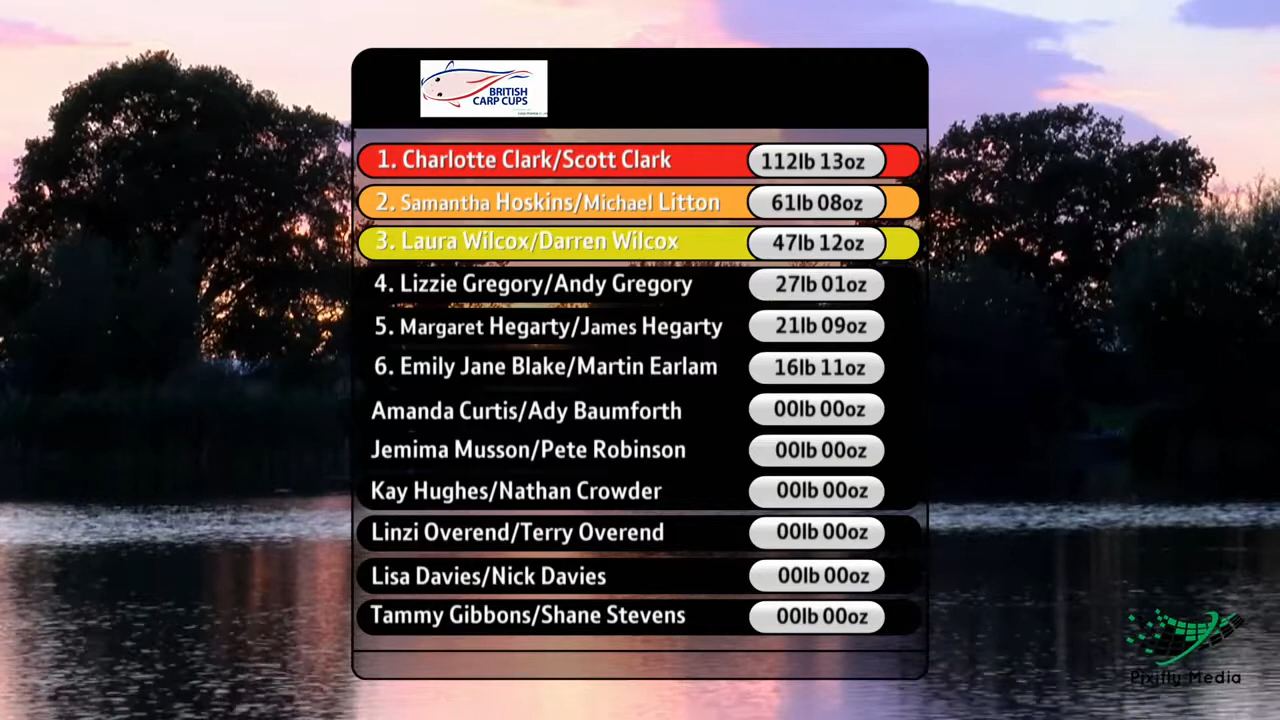 BRITISH
CARP CUPS
1. Charlotte Clark/Scott Clark 112lb 13oz
2. Samantha Hoskins/Michael Litton 61lb 08oz
3. Laura Wilcox/Darren Wilcox 47lb 12oz
4. Lizzie Gregory/Andy Gregory 27lb 01oz
5. Margaret Hegarty/James Hegarty 21lb 09oz
6. Emily Jane Blake/Martin Earlam 16lb 11oz
Amanda Curtis/Ady Baumforth 00lb 00oz
Jemima Musson/Pete Robinson 00lb 00oz
Kay Hughes/Nathan Crowder 00lb 00oz
Linzi Overend/Terry Overend 00lb 00oz
Lisa Davies/Nick Davies 00lb 00oz
Tammy Gibbons/Shane Stevens 00lb 00oz
Pixifly Media